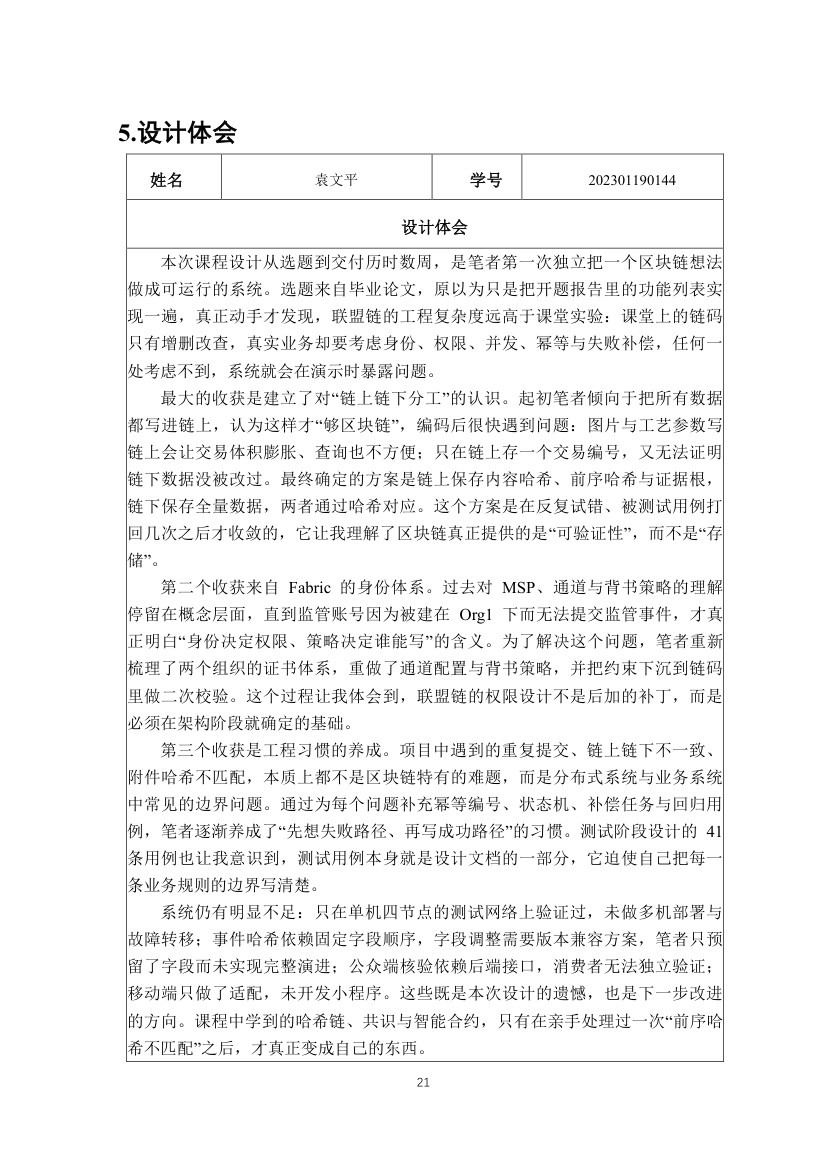 5.设计体会
姓名 袁文平 学号 202301190144
设计体会
本次课程设计从选题到交付历时数周，是笔者第一次独立把一个区块链想法
做成可运行的系统。选题来自毕业论文，原以为只是把开题报告里的功能列表实
现一遍，真正动手才发现，联盟链的工程复杂度远高于课堂实验：课堂上的链码
只有增删改查，真实业务却要考虑身份、权限、并发、幂等与失败补偿，任何一
处考虑不到，系统就会在演示时暴露问题。
最大的收获是建立了对“链上链下分工”的认识。起初笔者倾向于把所有数据
都写进链上，认为这样才“够区块链”，编码后很快遇到问题：图片与工艺参数写
链上会让交易体积膨胀、查询也不方便；只在链上存一个交易编号，又无法证明
链下数据没被改过。最终确定的方案是链上保存内容哈希、前序哈希与证据根，
链下保存全量数据，两者通过哈希对应。这个方案是在反复试错、被测试用例打
回几次之后才收敛的，它让我理解了区块链真正提供的是“可验证性”，而不是“存
储”。
第二个收获来自 Fabric 的身份体系。过去对 MSP、通道与背书策略的理解
停留在概念层面，直到监管账号因为被建在 Org1 下而无法提交监管事件，才真
正明白“身份决定权限、策略决定谁能写”的含义。为了解决这个问题，笔者重新
梳理了两个组织的证书体系，重做了通道配置与背书策略，并把约束下沉到链码
里做二次校验。这个过程让我体会到，联盟链的权限设计不是后加的补丁，而是
必须在架构阶段就确定的基础。
第三个收获是工程习惯的养成。项目中遇到的重复提交、链上链下不一致、
附件哈希不匹配，本质上都不是区块链特有的难题，而是分布式系统与业务系统
中常见的边界问题。通过为每个问题补充幂等编号、状态机、补偿任务与回归用
例，笔者逐渐养成了“先想失败路径、再写成功路径”的习惯。测试阶段设计的 41
条用例也让我意识到，测试用例本身就是设计文档的一部分，它迫使自己把每一
条业务规则的边界写清楚。
系统仍有明显不足：只在单机四节点的测试网络上验证过，未做多机部署与
故障转移；事件哈希依赖固定字段顺序，字段调整需要版本兼容方案，笔者只预
留了字段而未实现完整演进；公众端核验依赖后端接口，消费者无法独立验证；
移动端只做了适配，未开发小程序。这些既是本次设计的遗憾，也是下一步改进
的方向。课程中学到的哈希链、共识与智能合约，只有在亲手处理过一次“前序哈
希不匹配”之后，才真正变成自己的东西。
21